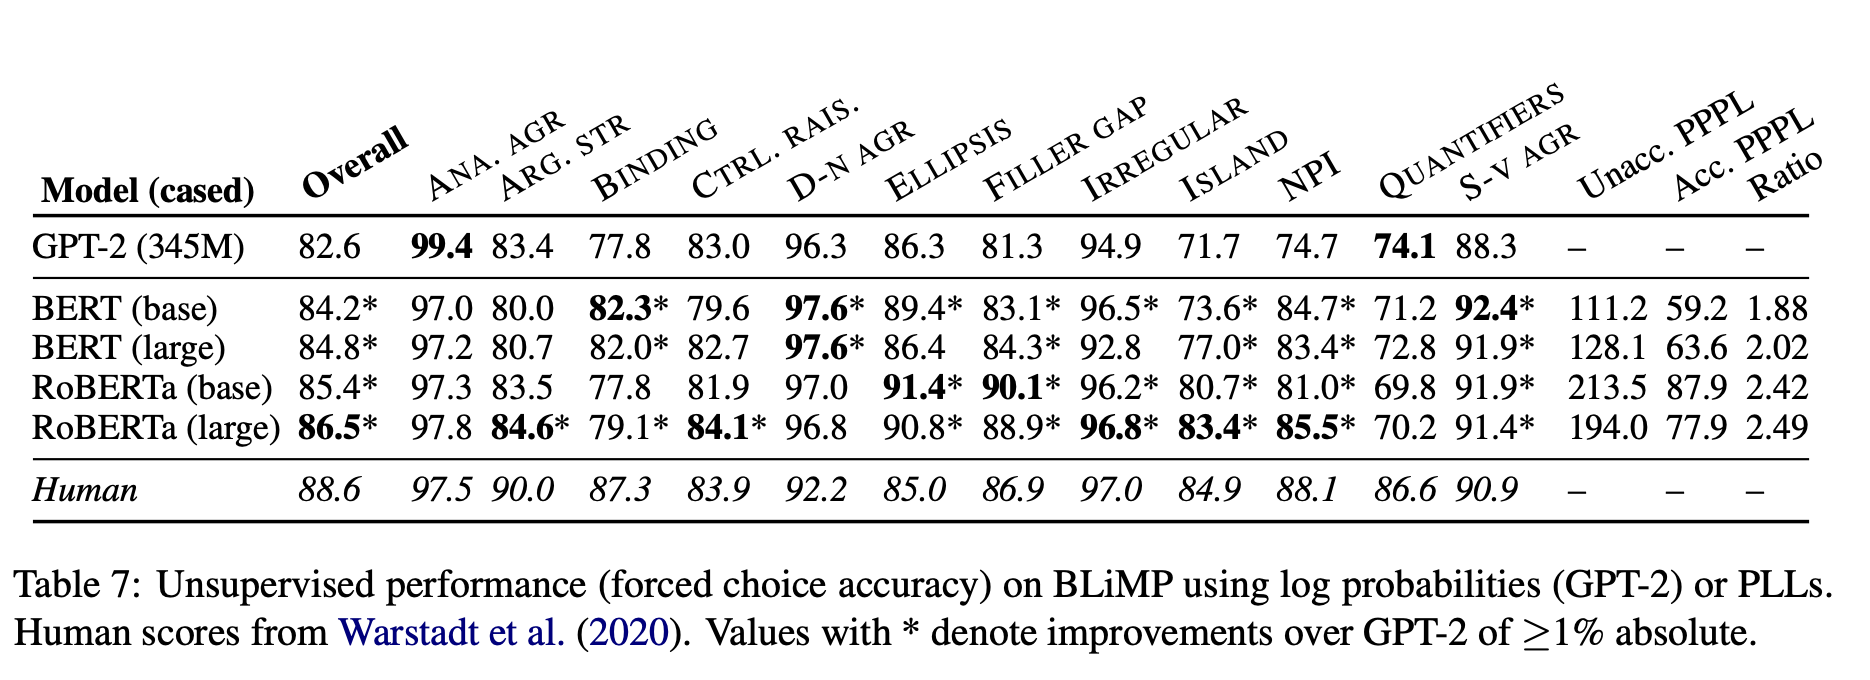 Model (cased) Overall ANA. AGR ARG. STR BINDING CTRL. RAIS. D-N AGR ELLIPSIS FILLER GAP IRREGULAR ISLAND NPI QUANTIFIERS S-V AGR Unacc. PPPL Acc. PPPL Ratio
GPT-2 (345M) 82.6 99.4 83.4 77.8 83.0 96.3 86.3 81.3 94.9 71.7 74.7 74.1 88.3 – – –
BERT (base) 84.2* 97.0 80.0 82.3* 79.6 97.6* 89.4* 83.1* 96.5* 73.6* 84.7* 71.2 92.4* 111.2 59.2 1.88
BERT (large) 84.8* 97.2 80.7 82.0* 82.7 97.6* 86.4 84.3* 92.8 77.0* 83.4* 72.8 91.9* 128.1 63.6 2.02
RoBERTa (base) 85.4* 97.3 83.5 77.8 81.9 97.0 91.4* 90.1* 96.2* 80.7* 81.0* 69.8 91.9* 213.5 87.9 2.42
RoBERTa (large) 86.5* 97.8 84.6* 79.1* 84.1* 96.8 90.8* 88.9* 96.8* 83.4* 85.5* 70.2 91.4* 194.0 77.9 2.49
Human 88.6 97.5 90.0 87.3 83.9 92.2 85.0 86.9 97.0 84.9 88.1 86.6 90.9 – – –
Table 7: Unsupervised performance (forced choice accuracy) on BLiMP using log probabilities (GPT-2) or PLLs.
Human scores from Warstadt et al. (2020). Values with * denote improvements over GPT-2 of ≥1% absolute.